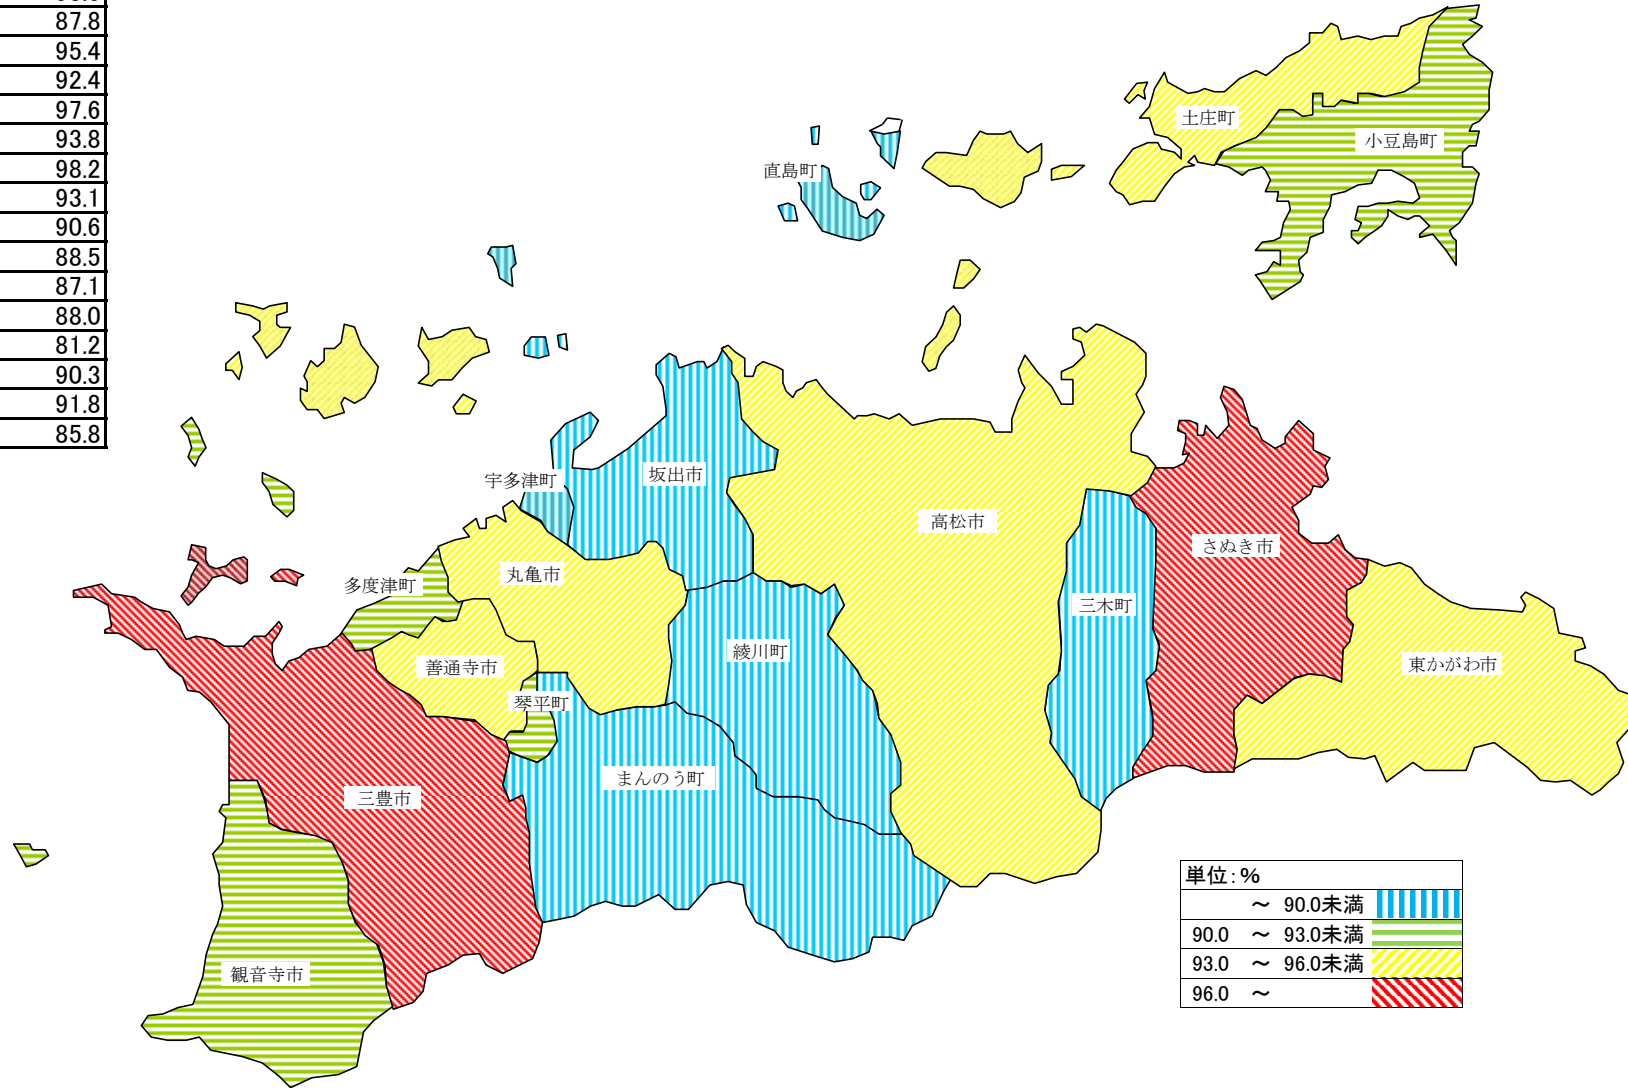 87.8
95.4
92.4
97.6
93.8
98.2
93.1
90.6
88.5
87.1
88.0
81.2
90.3
91.8
85.8
土庄町
小豆島町
直島町
宇多津町
坂出市
高松市
さぬき市
丸亀市
多度津町
三木町
綾川町
善通寺市
東かがわ市
琴平町
まんのう町
三豊市
観音寺市
単位：%
～ 90.0未満
90.0 ～ 93.0未満
93.0 ～ 96.0未満
96.0 ～